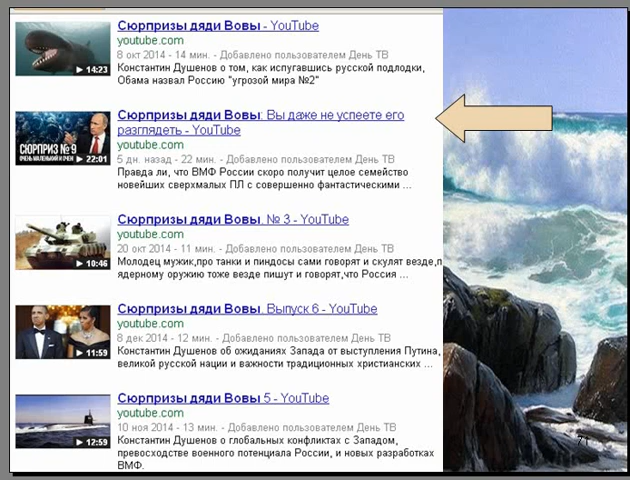 Сюрпризы дяди Вовы - YouTube
youtube.com
14:23
8 окт 2014 - 14 мин. - Добавлено пользователем День ТВ
Константин Душенов о том, как испугавшись русской подлодки,
Обама назвал Россию "угрозой мира №2"
Сюрпризы дяди Вовы: Вы даже не успеете его
разглядеть - YouTube
youtube.com
СЮРПРИЗ №9
ОЧЕНЬ МАЛЕНЬКИЙ И ОЧЕН
22:01
5 дн. назад - 22 мин. - Добавлено пользователем День ТВ
Правда ли, что ВМФ России скоро получит целое семейство
новейших сверхмалых ПЛ с совершенно фантастическими ...
Сюрпризы дяди Вовы. № 3 - YouTube
youtube.com
20 окт 2014 - 11 мин. - Добавлено пользователем День ТВ
10:46
Молодец мужик,про танки и пиндосы сами говорят и скулят везде,п
ядерному оружию тоже везде пишут и говорят,что Россия ...
Сюрпризы дяди Вовы. Выпуск 6 - YouTube
youtube.com
8 дек 2014 - 12 мин. - Добавлено пользователем День ТВ
11:59
Константин Душенов об ожиданиях Запада от выступления Путина,
великой русской нации и важности традиционных христианских ...
Сюрпризы дяди Вовы 5 - YouTube
youtube.com
10 ноя 2014 - 13 мин. - Добавлено пользователем День ТВ
12:59
Константин Душенов о глобальных конфликтах с Западом,
превосходстве военного потенциала России, и новых разработках
ВМФ.
71